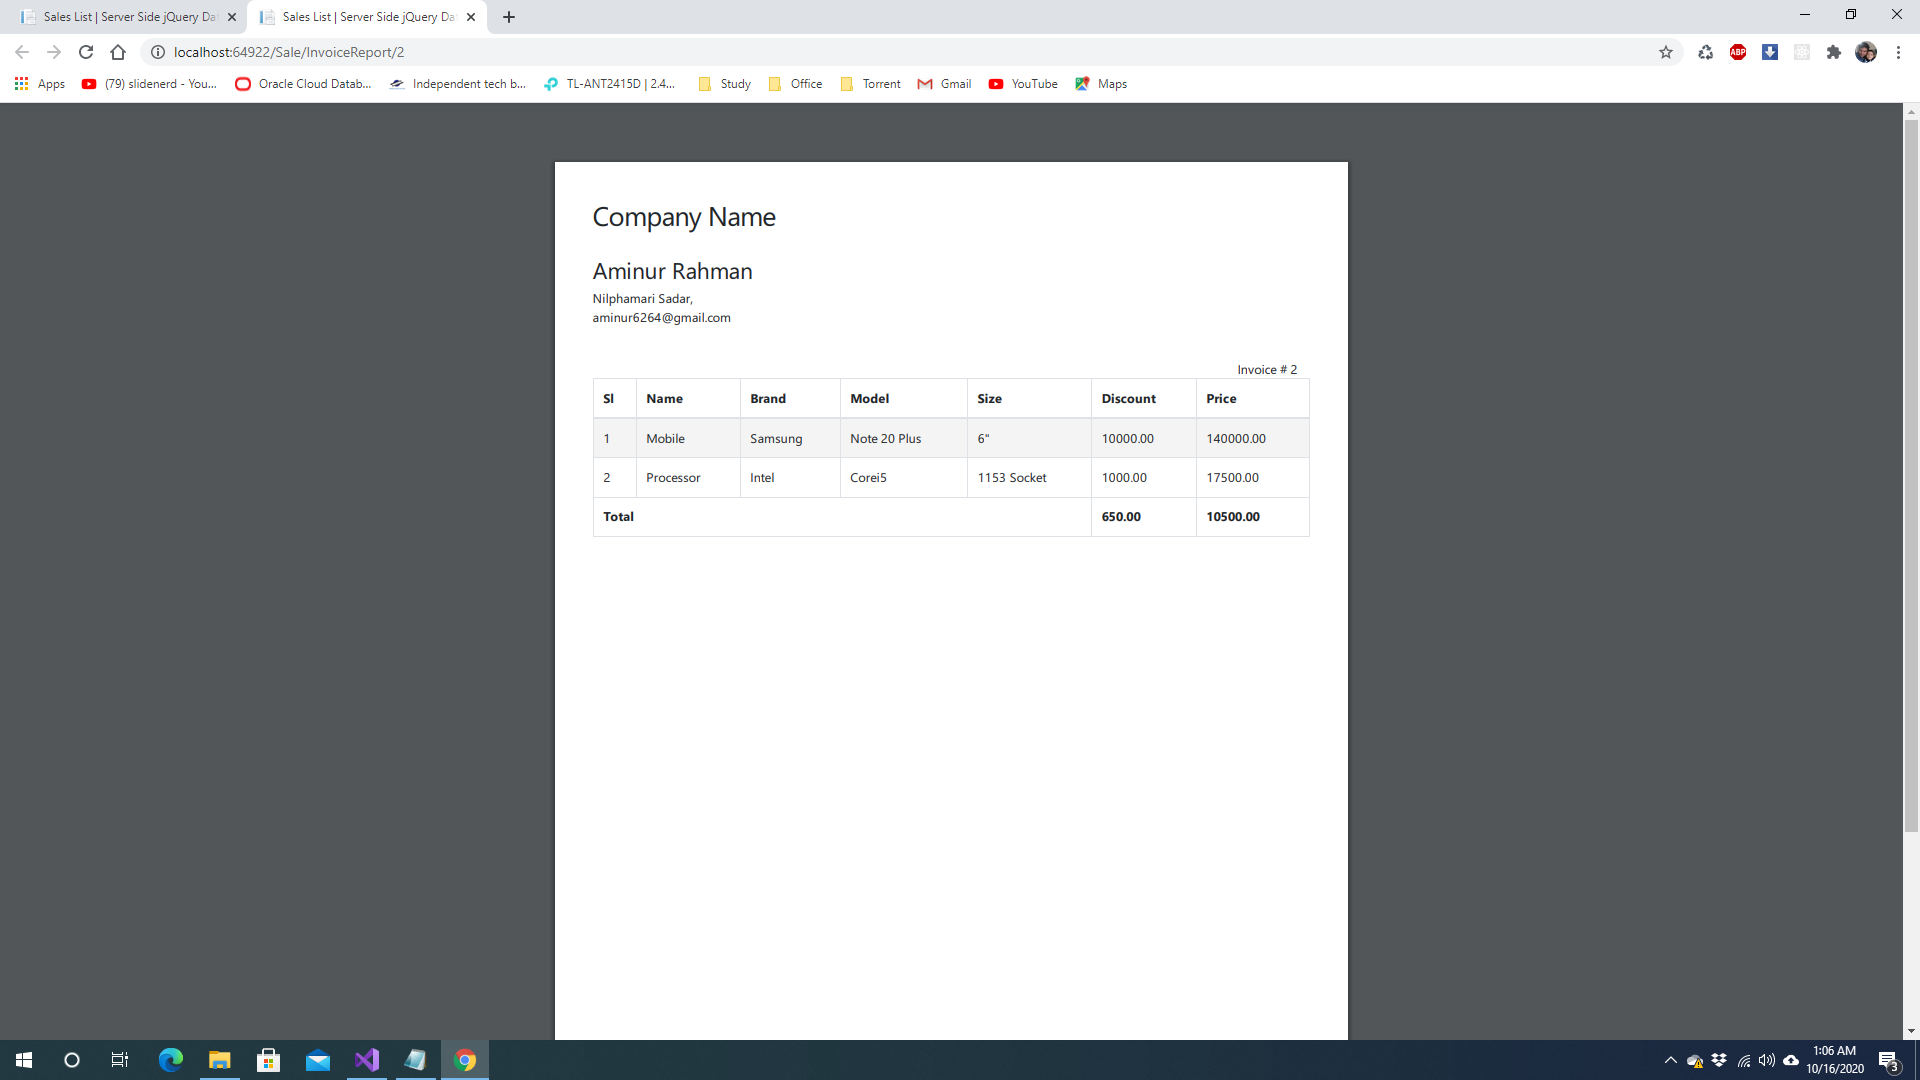 Sales List | Server Side jQuery Dat
Sales List | Server Side jQuery Dat
localhost:64922/Sale/InvoiceReport/2
ABP
Apps
(79) slidenerd - You...
Oracle Cloud Datab...
Independent tech b...
TL-ANT2415D | 2.4...
Study
Office
Torrent
Gmail
YouTube
Maps
Company Name
Aminur Rahman
Nilphamari Sadar,
aminur6264@gmail.com
Invoice # 2
Sl Name Brand Model Size Discount Price
1 Mobile Samsung Note 20 Plus 6" 10000.00 140000.00
2 Processor Intel Corei5 1153 Socket 1000.00 17500.00
Total 650.00 10500.00
1:06 AM
10/16/2020
3